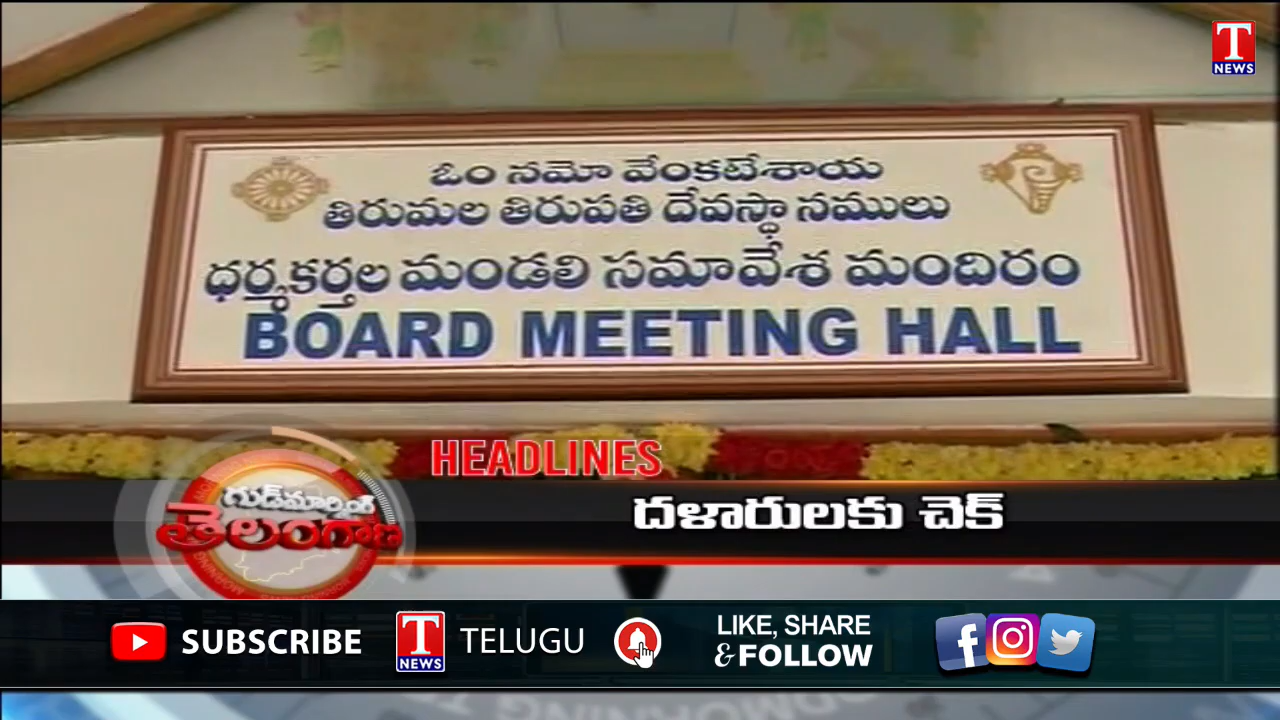 T
NEWS
ఓం నమో వేంకటేశాయ
తిరుమల తిరుపతి దేవస్థానములు
ధర్మకర్తల మండలి సమావేశ మందిరం
BOARD MEETING HALL
HEADLINES
గుడ్‌మార్నింగ్
తెలంగాణ
దళారులకు చెక్
SUBSCRIBE
T
NEWS
TELUGU
LIKE, SHARE
& FOLLOW